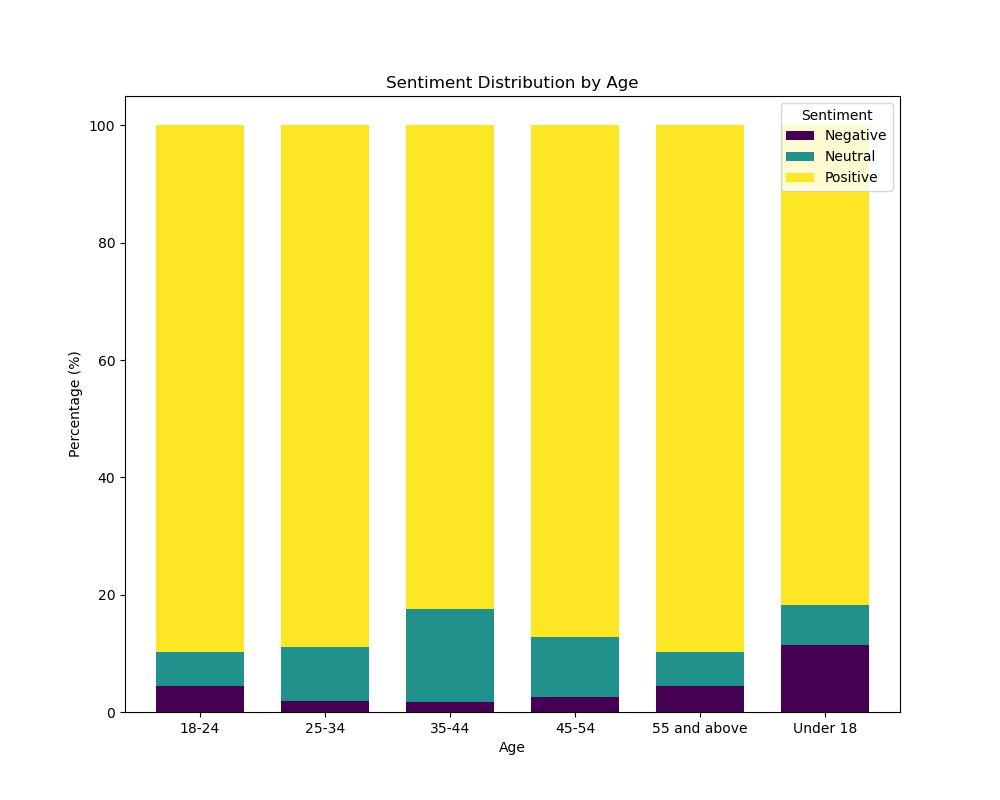 Sentiment Distribution by Age
Sentiment
Negative
Neutral
Positive
Percentage (%)
100
80
60
40
20
0
18-24 25-34 35-44 45-54 55 and above Under 18
Age